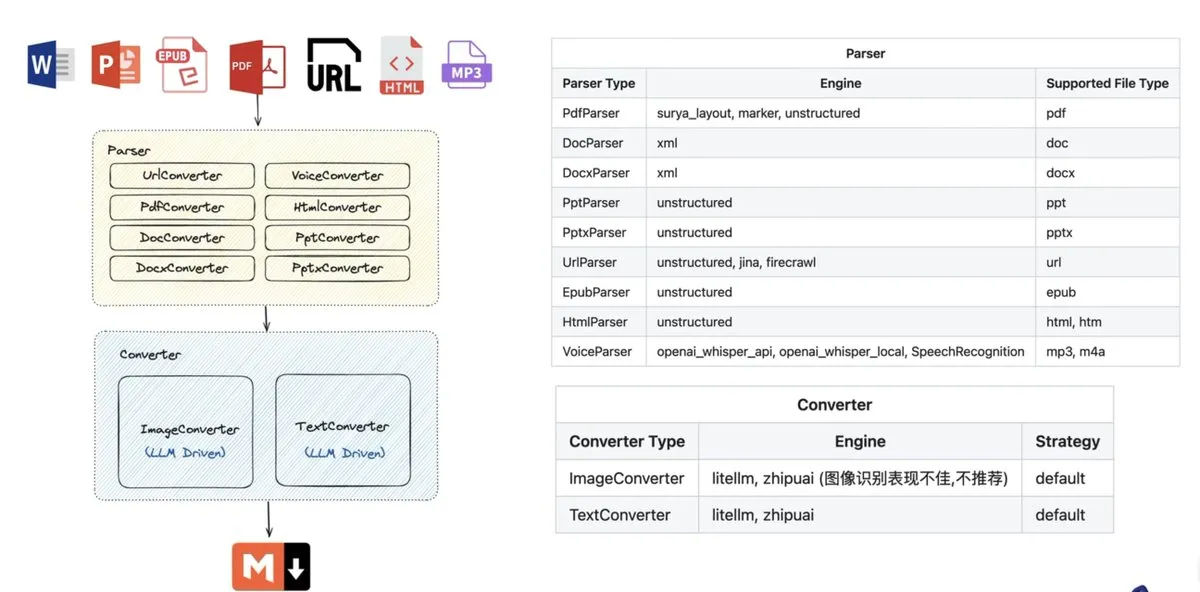 W
P
EPUB
PDF
URL
HTML
MP3
Parser
UrlConverter VoiceConverter
PdfConverter HtmlConverter
DocConverter PptConverter
DocxConverter PptxConverter
Converter
ImageConverter TextConverter
(LLM Driven) (LLM Driven)
M
Parser
Parser Type Engine Supported File Type
PdfParser surya_layout, marker, unstructured pdf
DocParser xml doc
DocxParser xml docx
PptParser unstructured ppt
PptxParser unstructured pptx
UrlParser unstructured, jina, firecrawl url
EpubParser unstructured epub
HtmlParser unstructured html, htm
VoiceParser openai_whisper_api, openai_whisper_local, SpeechRecognition mp3, m4a
Converter
Converter Type Engine Strategy
ImageConverter litellm, zhipuai (图像识别表现不佳,不推荐) default
TextConverter litellm, zhipuai default